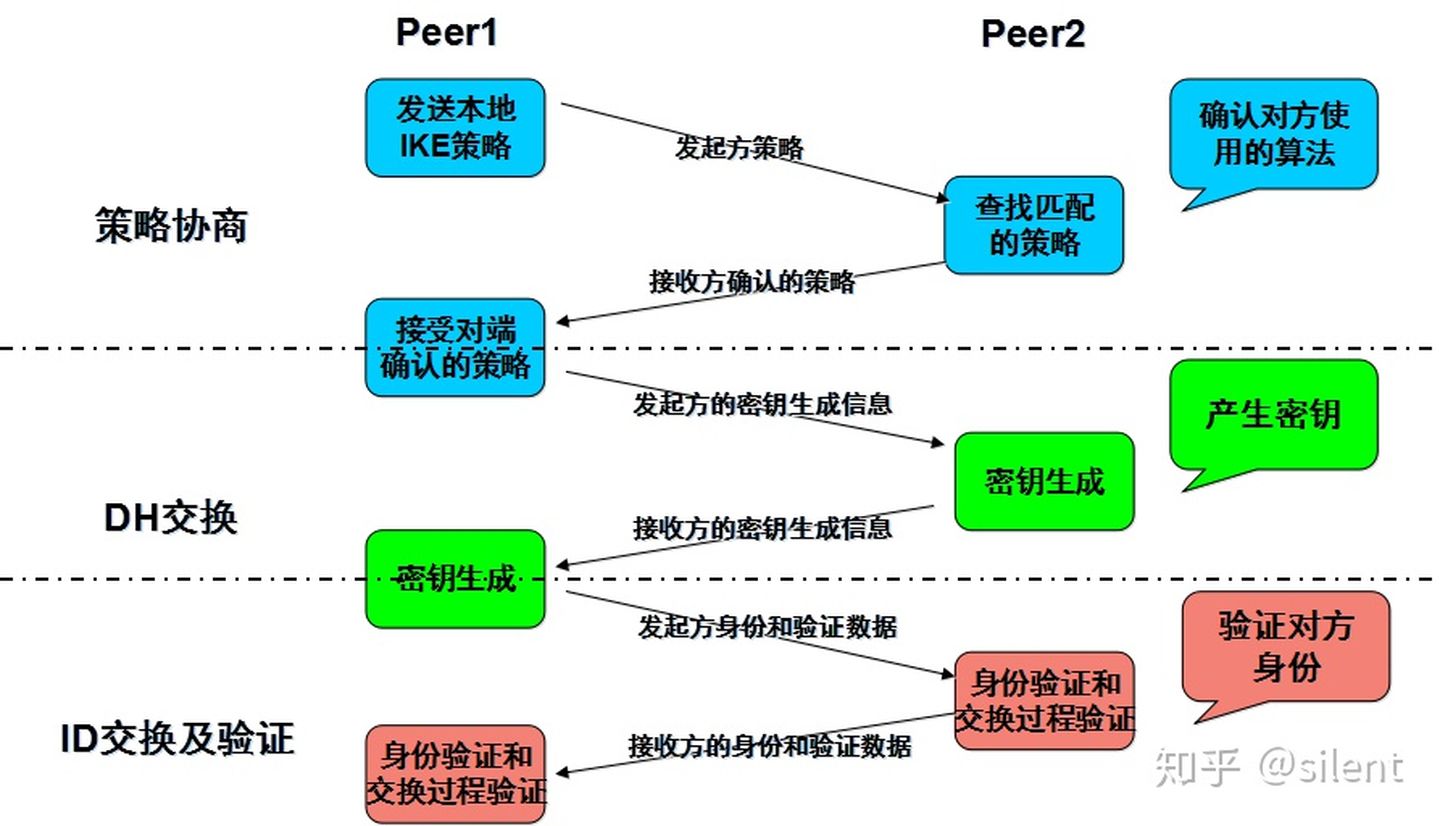 Peer1
Peer2
发送本地
IKE策略
确认对方使
用的算法
发起方策略
查找匹配
的策略
策略协商
接收方确认的策略
接受对端
确认的策略
发起方的密钥生成信息
产生密钥
密钥生成
DH交换
接收方的密钥生成信息
密钥生成
发起方身份和验证数据
验证对方
身份
身份验证和
交换过程验证
ID交换及验证
接收方的身份和验证数据
身份验证和
交换过程验证
知乎 @silent